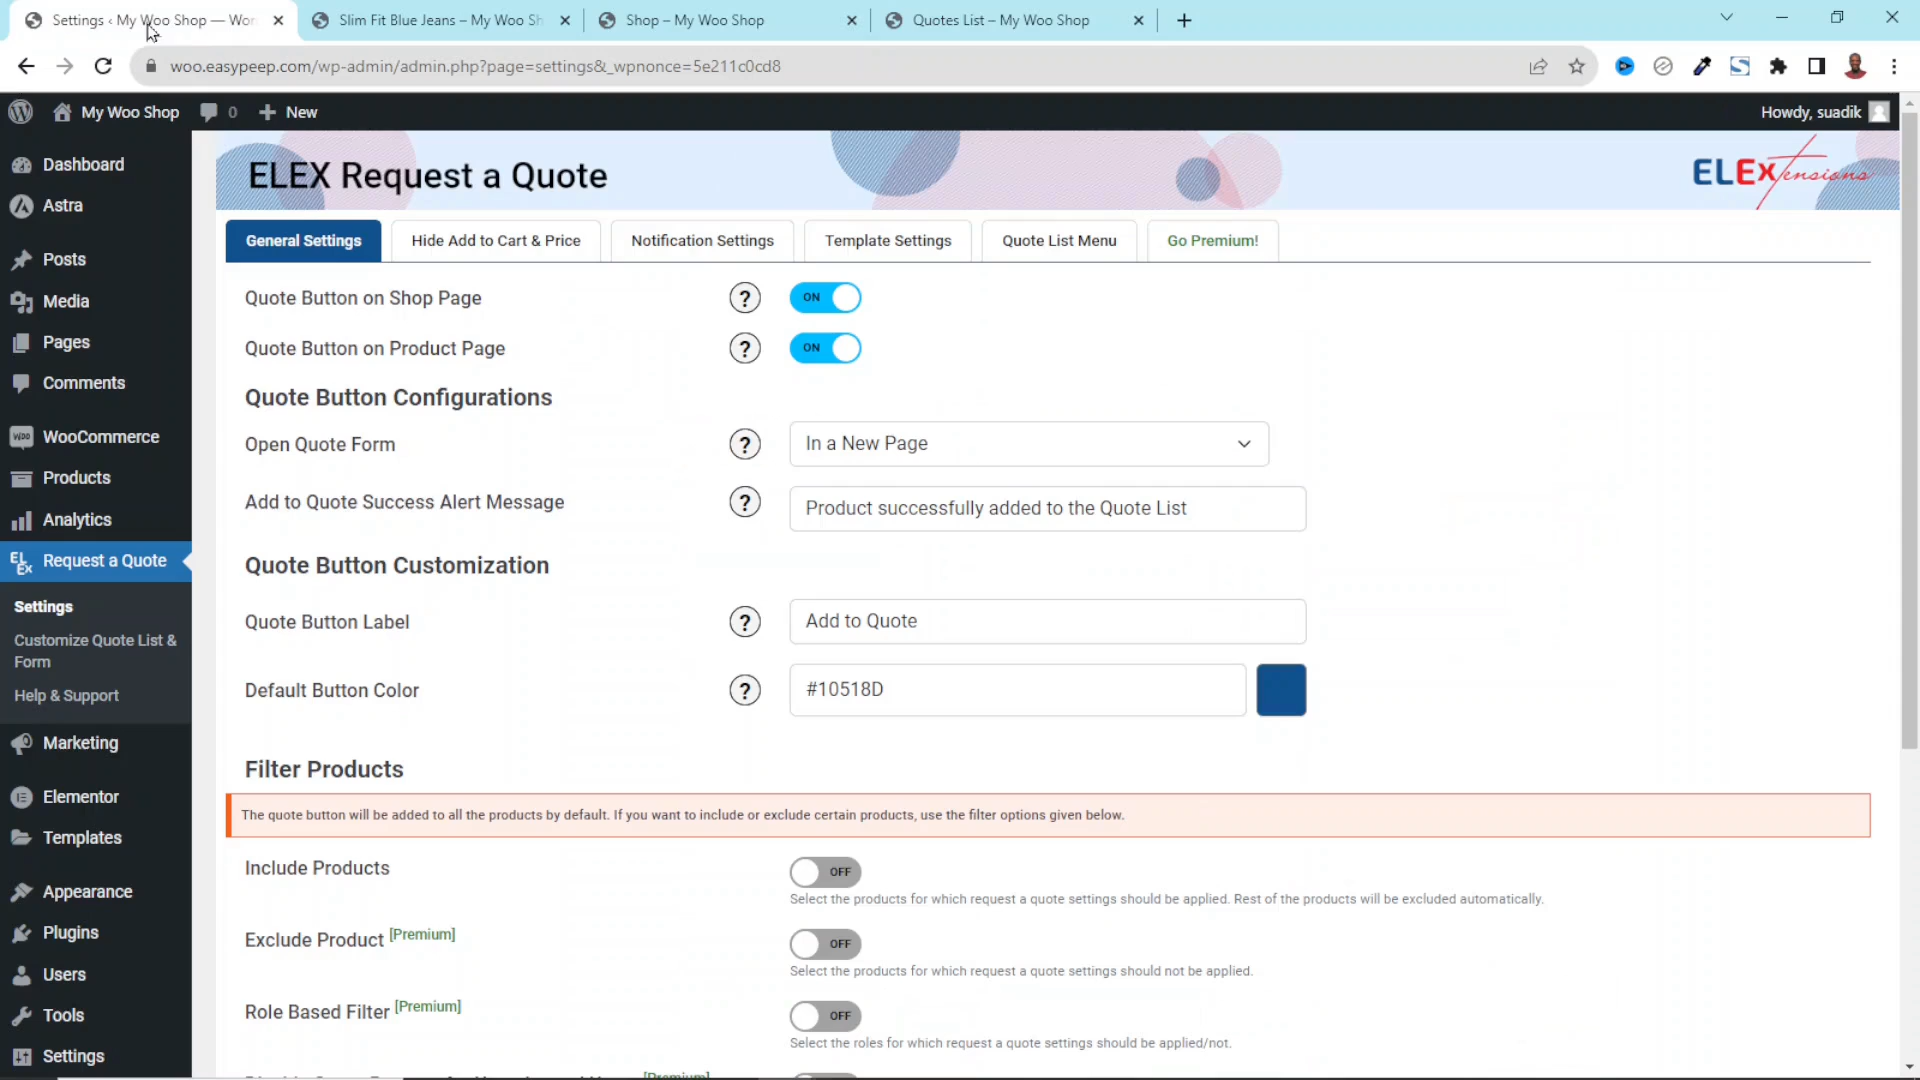 Settings ‹ My Woo Shop — Wor
Slim Fit Blue Jeans – My Woo Sh
Shop – My Woo Shop
Quotes List – My Woo Shop
woo.easypeep.com/wp-admin/admin.php?page=settings&_wpnonce=5e211c0cd8
My Woo Shop
0
New
Howdy, suadik
Dashboard
Astra
Posts
Media
Pages
Comments
WooCommerce
Products
Analytics
Request a Quote
Settings
Customize Quote List &
Form
Help & Support
Marketing
Elementor
Templates
Appearance
Plugins
Users
Tools
Settings
ELEX Request a Quote
ELEXtensions
General Settings
Hide Add to Cart & Price
Notification Settings
Template Settings
Quote List Menu
Go Premium!
Quote Button on Shop Page
?
ON
Quote Button on Product Page
?
ON
Quote Button Configurations
Open Quote Form
?
In a New Page
Add to Quote Success Alert Message
?
Product successfully added to the Quote List
Quote Button Customization
Quote Button Label
?
Add to Quote
Default Button Color
?
#10518D
Filter Products
The quote button will be added to all the products by default. If you want to include or exclude certain products, use the filter options given below.
Include Products
OFF
Select the products for which request a quote settings should be applied. Rest of the products will be excluded automatically.
Exclude Product [Premium]
OFF
Select the products for which request a quote settings should not be applied.
Role Based Filter [Premium]
OFF
Select the roles for which request a quote settings should be applied/not.
[Premium]